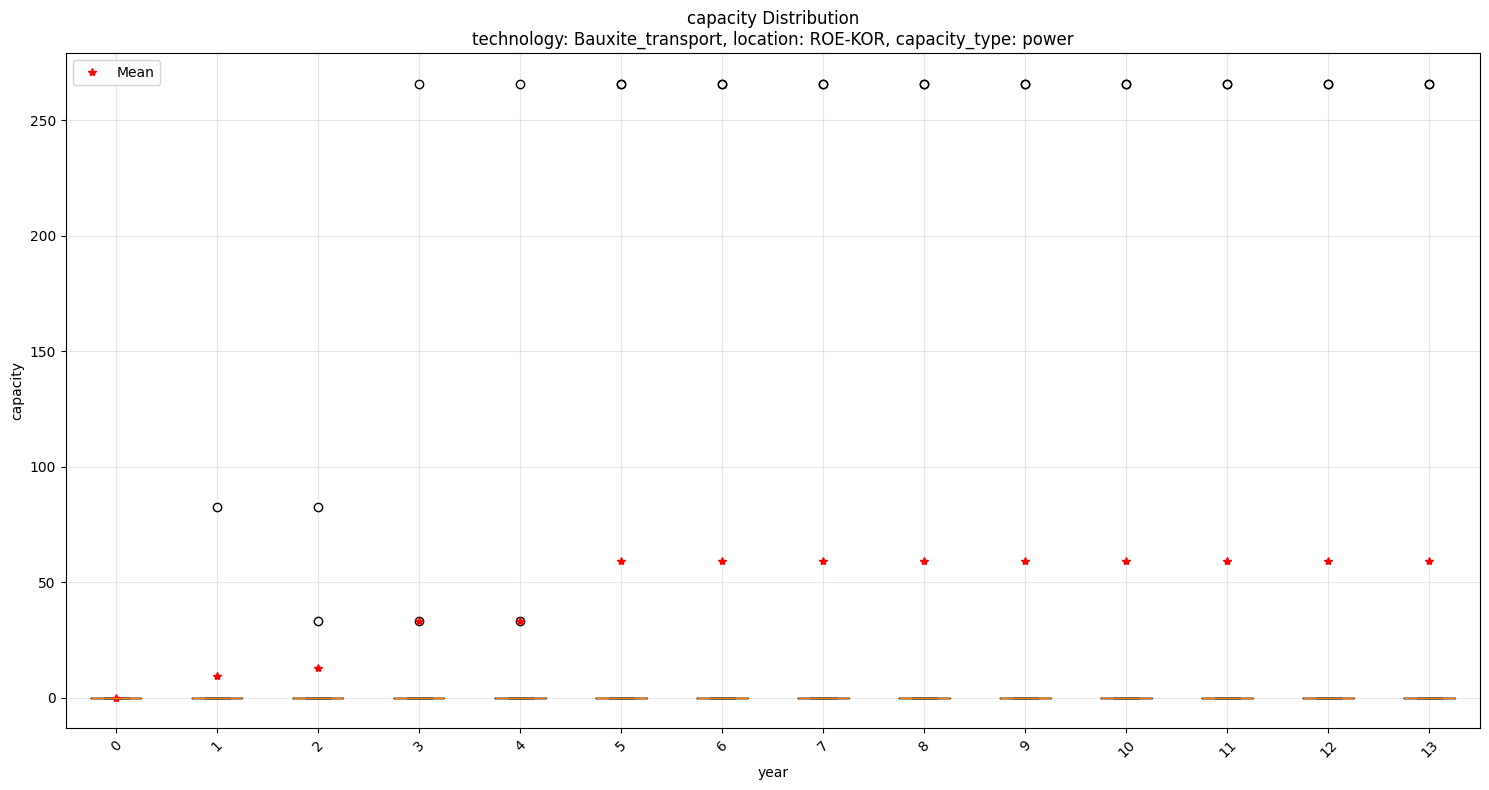 capacity Distribution
technology: Bauxite_transport, location: ROE-KOR, capacity_type: power
Mean
capacity
250
200
150
100
50
0
0 1 2 3 4 5 6 7 8 9 10 11 12 13
year